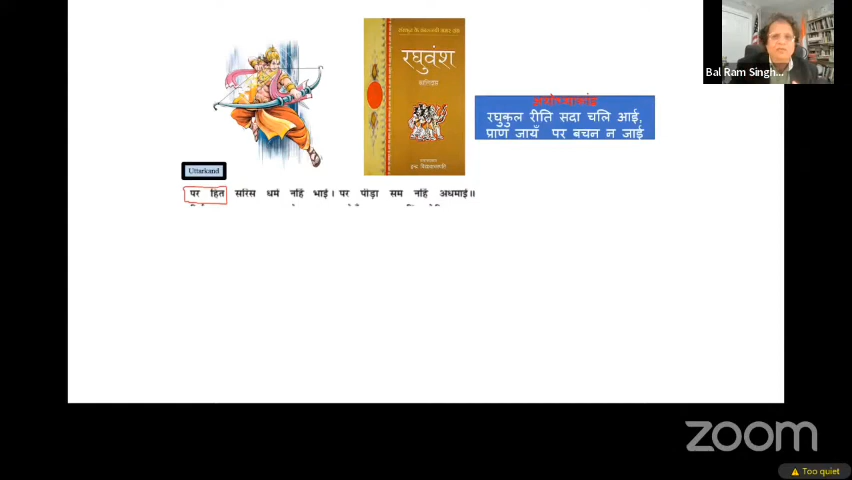 रघुवंश
कालिदास
अयोध्याकांड
रघुकुल रीति सदा चलि आई,
प्राण जायँ पर बचन न जाई
Uttarkand
पर हित सरिस धर्म नहिं भाई। पर पीड़ा सम नहिं अधमाई॥
Bal Ram Singh...
zoom
Too quiet